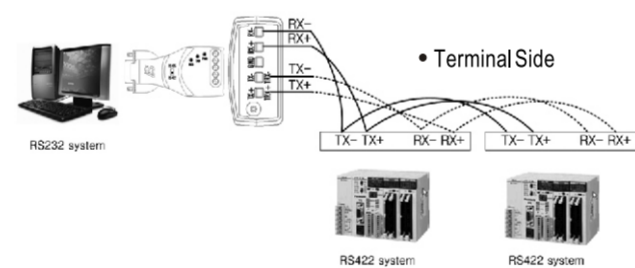 RX-
RX+
• Terminal Side
TX-
TX+
TX- TX+ RX- RX+ TX- TX+ RX- RX+
RS232 system
RS422 system RS422 system